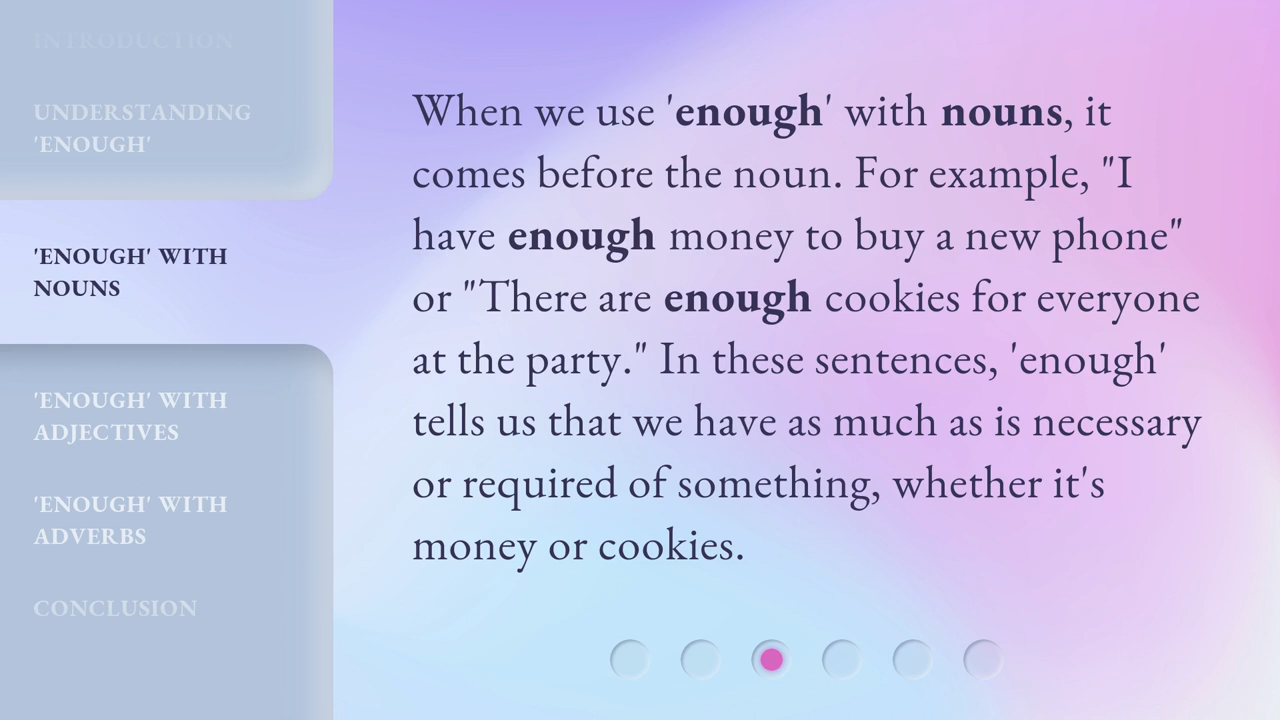 INTRODUCTION
UNDERSTANDING
'ENOUGH'
'ENOUGH' WITH
NOUNS
'ENOUGH' WITH
ADJECTIVES
'ENOUGH' WITH
ADVERBS
CONCLUSION
When we use 'enough' with nouns, it
comes before the noun. For example, "I
have enough money to buy a new phone"
or "There are enough cookies for everyone
at the party." In these sentences, 'enough'
tells us that we have as much as is necessary
or required of something, whether it's
money or cookies.